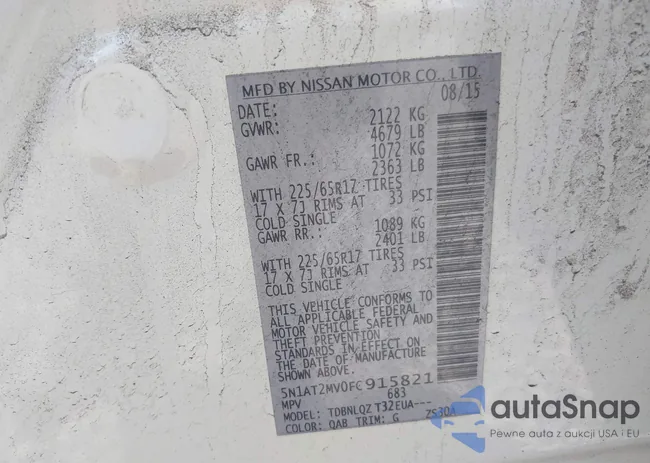 MFD BY NISSAN MOTOR CO., LTD.
DATE: 08/15
GVWR: 2122 KG
4679 LB
GAWR FR.: 1072 KG
2363 LB
WITH 225/65R17 TIRES
17 X 7J RIMS AT 33 PSI
COLD SINGLE
GAWR RR.: 1089 KG
2401 LB
WITH 225/65R17 TIRES
17 X 7J RIMS AT 33 PSI
COLD SINGLE
THIS VEHICLE CONFORMS TO
ALL APPLICABLE FEDERAL
MOTOR VEHICLE SAFETY AND
THEFT PREVENTION
STANDARDS IN EFFECT ON
THE DATE OF MANUFACTURE
SHOWN ABOVE.
5N1AT2MV0FC915821
MPV 683
MODEL: TDBNLQZ T32EUA---
COLOR: QAB TRIM: G
autoSnap
Pewne auta z aukcji USA i EU